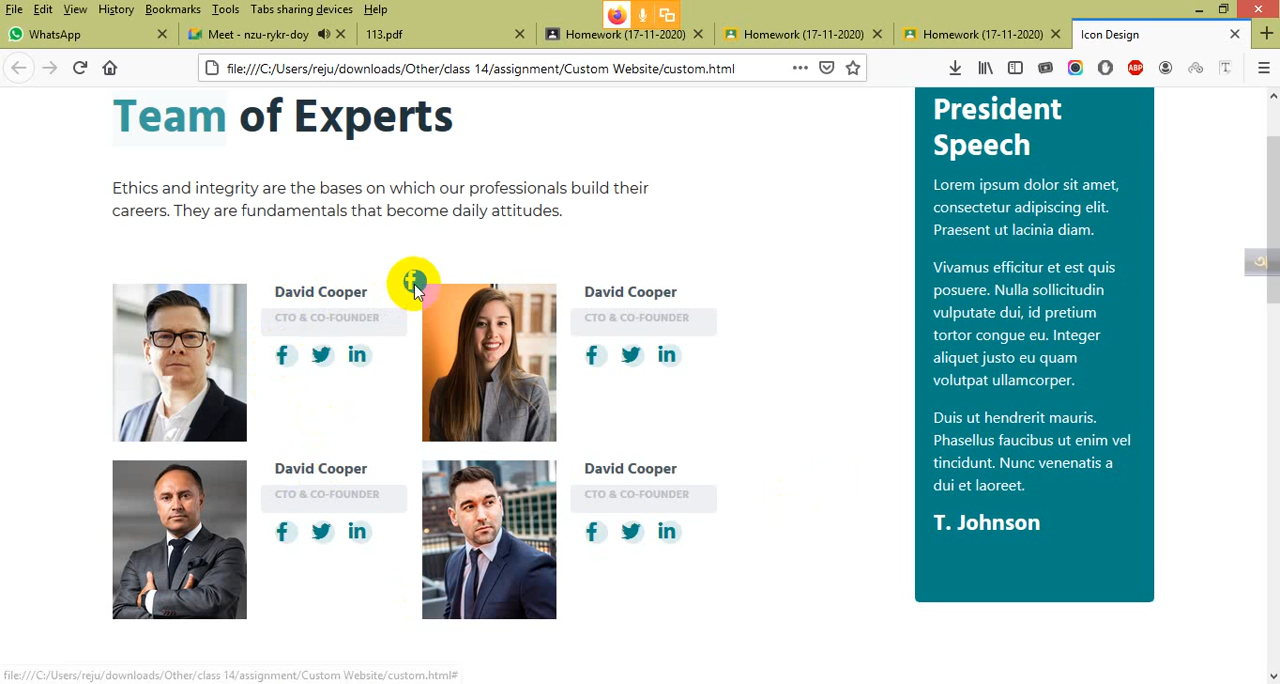 File Edit View History Bookmarks Tools Tabs sharing devices Help
WhatsApp
Meet - nzu-rykr-doy
113.pdf
Homework (17-11-2020)
Homework (17-11-2020)
Homework (17-11-2020)
Icon Design
file:///C:/Users/reju/downloads/Other/class 14/assignment/Custom Website/custom.html
ABP
Team of Experts
Ethics and integrity are the bases on which our professionals build their
careers. They are fundamentals that become daily attitudes.
David Cooper
CTO & CO-FOUNDER
David Cooper
CTO & CO-FOUNDER
David Cooper
CTO & CO-FOUNDER
David Cooper
CTO & CO-FOUNDER
President
Speech
Lorem ipsum dolor sit amet,
consectetur adipiscing elit.
Praesent ut lacinia diam.
Vivamus efficitur et est quis
posuere. Nulla sollicitudin
vulputate dui, id pretium
tortor congue eu. Integer
aliquet justo eu quam
volutpat ullamcorper.
Duis ut hendrerit mauris.
Phasellus faucibus ut enim vel
tincidunt. Nunc venenatis a
dui et laoreet.
T. Johnson
file:///C:/Users/reju/downloads/Other/class 14/assignment/Custom Website/custom.html#